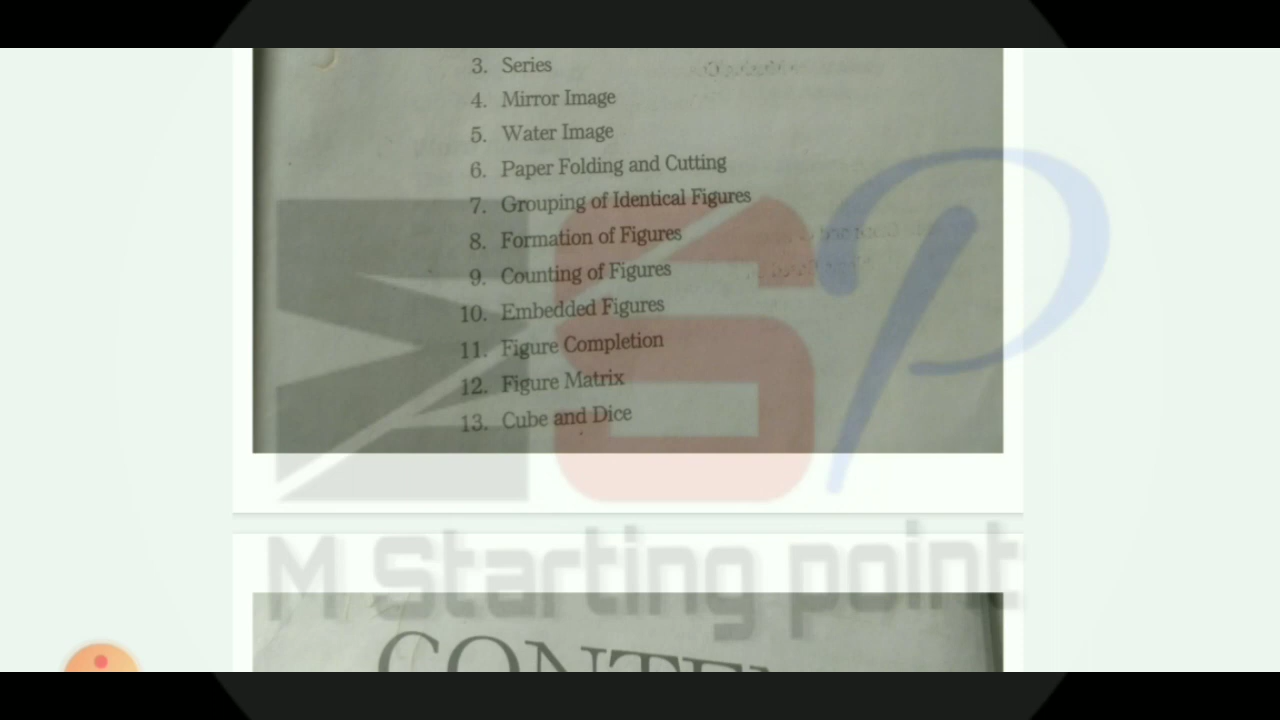 3. Series
4. Mirror Image
5. Water Image
6. Paper Folding and Cutting
7. Grouping of Identical Figures
8. Formation of Figures
9. Counting of Figures
10. Embedded Figures
11. Figure Completion
12. Figure Matrix
13. Cube and Dice
MSP
M Starting point